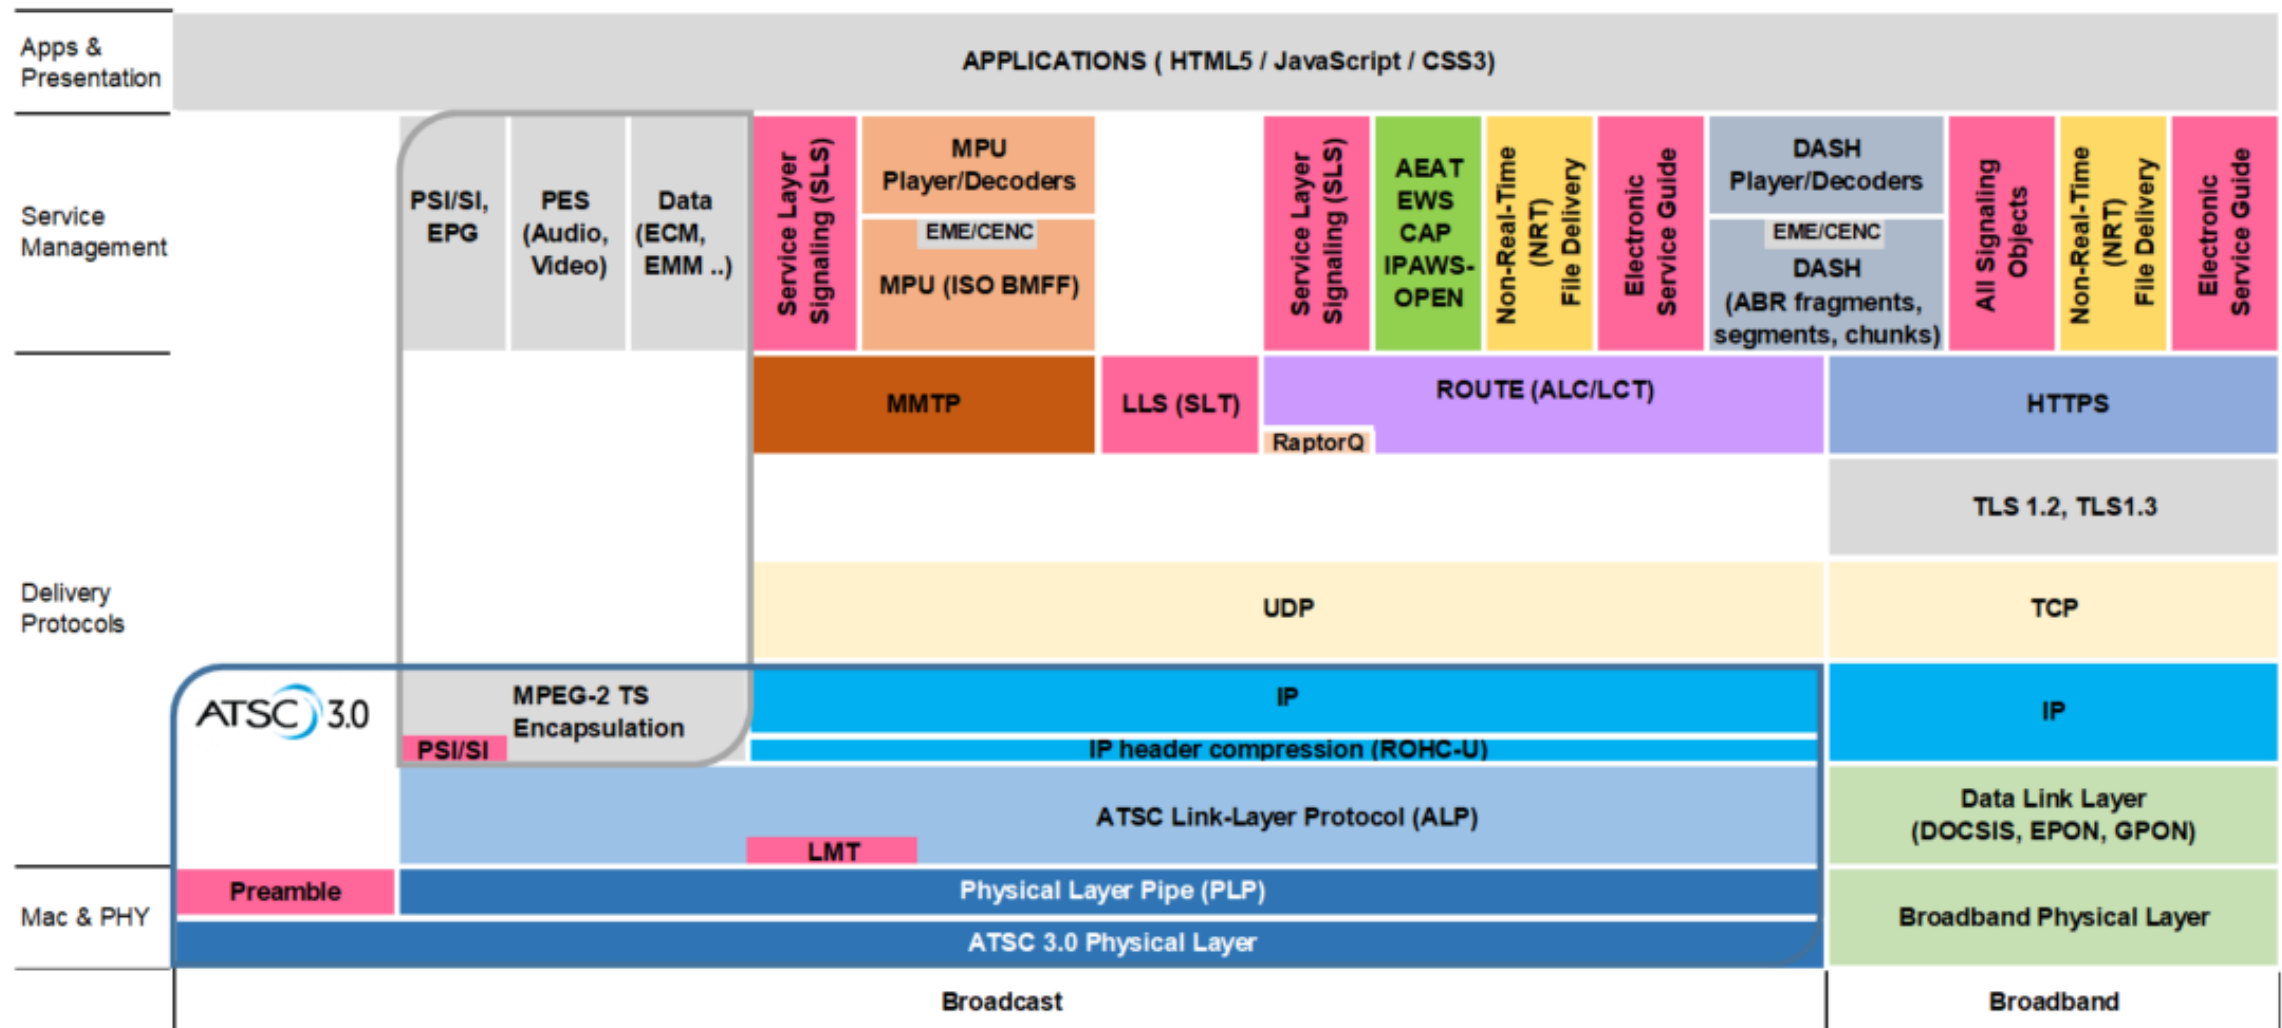 Apps &
Presentation
APPLICATIONS ( HTML5 / JavaScript / CSS3)
Service
Management
PSI/SI,
EPG
PES
(Audio,
Video)
Data
(ECM,
EMM ..)
Service Layer
Signaling (SLS)
MPU
Player/Decoders
EME/CENC
MPU (ISO BMFF)
Service Layer
Signaling (SLS)
AEAT
EWS
CAP
IPAWS-
OPEN
Non-Real-Time
(NRT)
File Delivery
Electronic
Service Guide
DASH
Player/Decoders
EME/CENC
DASH
(ABR fragments,
segments, chunks)
All Signaling
Objects
Non-Real-Time
(NRT)
File Delivery
Electronic
Service Guide
Delivery
Protocols
MMTP
LLS (SLT)
ROUTE (ALC/LCT)
RaptorQ
HTTPS
TLS 1.2, TLS1.3
UDP
TCP
ATSC 3.0
MPEG-2 TS
Encapsulation
PSI/SI
IP
IP header compression (ROHC-U)
IP
ATSC Link-Layer Protocol (ALP)
LMT
Data Link Layer
(DOCSIS, EPON, GPON)
Mac & PHY
Preamble
Physical Layer Pipe (PLP)
ATSC 3.0 Physical Layer
Broadband Physical Layer
Broadcast
Broadband